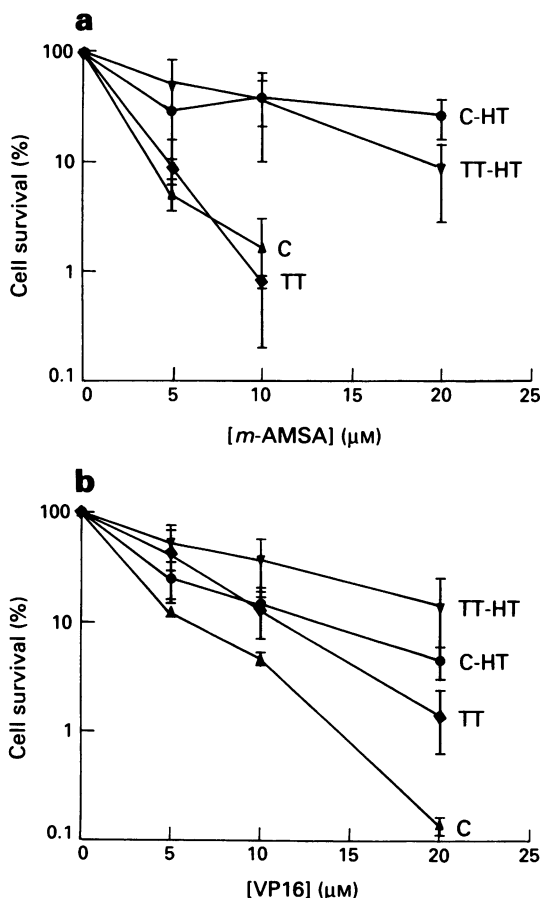 a
100
10
1
0.1
Cell survival (%)
C-HT
TT-HT
C
TT
0 5 10 15 20 25
[m-AMSA] (μM)
b
100
10
1
0.1
Cell survival (%)
TT-HT
C-HT
TT
C
0 5 10 15 20 25
[VP16] (μM)